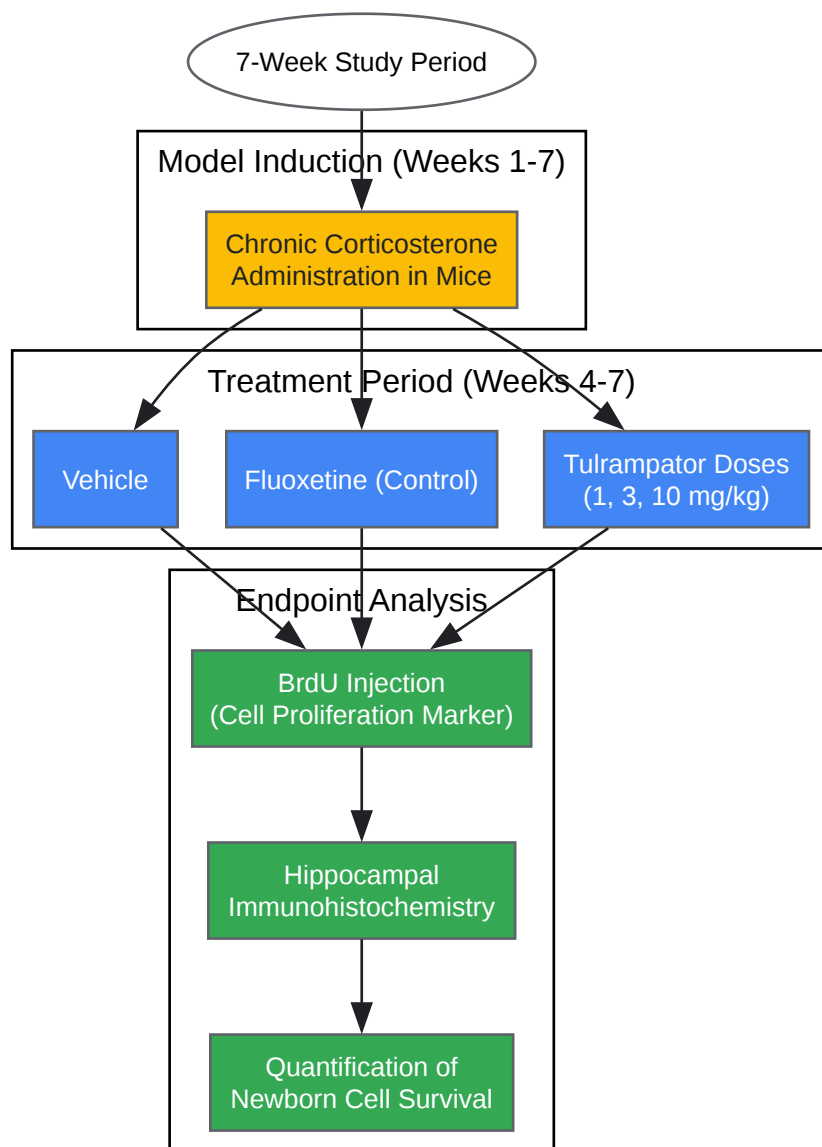 7-Week Study Period
Model Induction (Weeks 1-7)
Chronic Corticosterone
Administration in Mice
Treatment Period (Weeks 4-7)
Vehicle
Fluoxetine (Control)
Tulrampator Doses
(1, 3, 10 mg/kg)
Endpoint Analysis
BrdU Injection
(Cell Proliferation Marker)
Hippocampal
Immunohistochemistry
Quantification of
Newborn Cell Survival